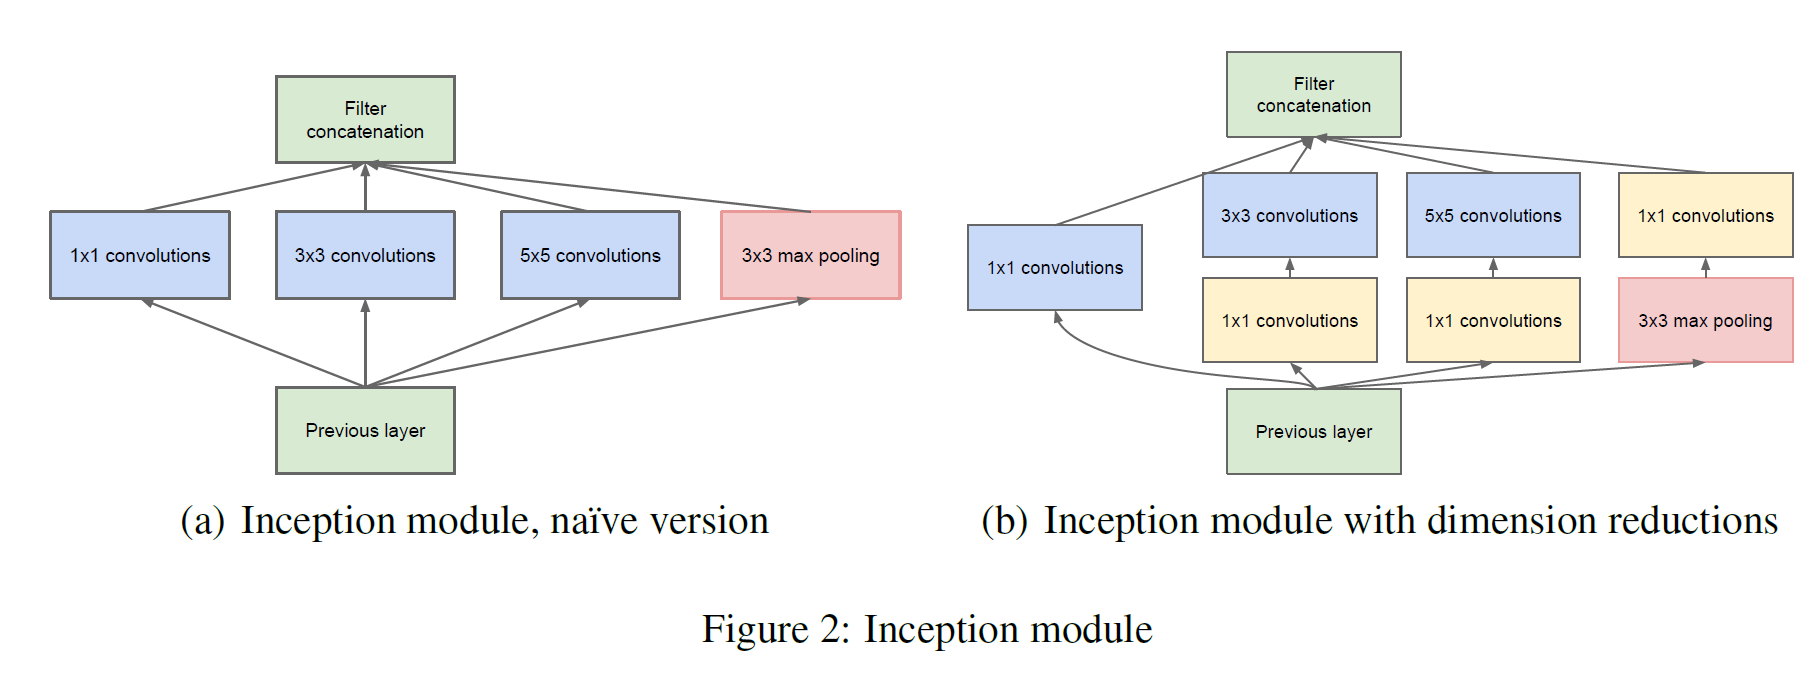 Filter
concatenation
1x1 convolutions
3x3 convolutions
5x5 convolutions
3x3 max pooling
Previous layer
(a) Inception module, naïve version
Filter
concatenation
3x3 convolutions
5x5 convolutions
1x1 convolutions
1x1 convolutions
1x1 convolutions
1x1 convolutions
3x3 max pooling
Previous layer
(b) Inception module with dimension reductions
Figure 2: Inception module